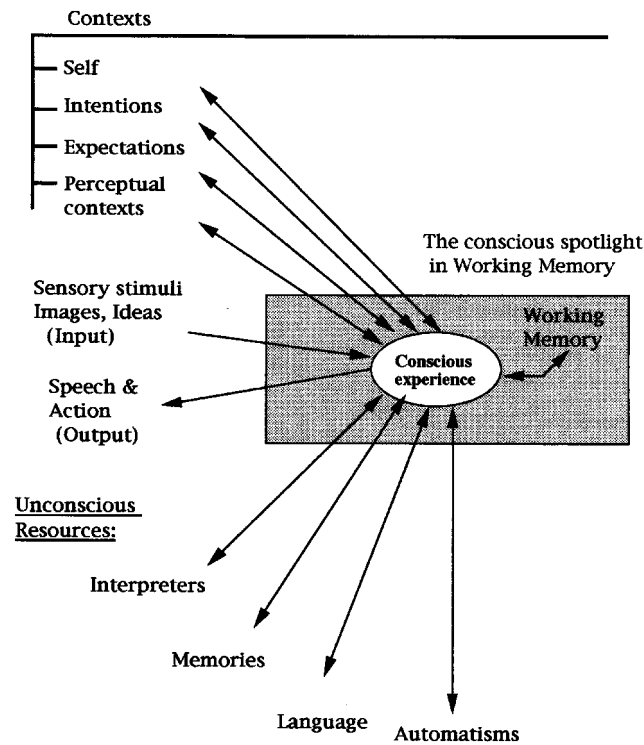 Contexts
Self
Intentions
Expectations
Perceptual
contexts
The conscious spotlight
in Working Memory
Sensory stimuli
Images, Ideas
(Input)
Working
Memory
Conscious
experience
Speech &
Action
(Output)
Unconscious
Resources:
Interpreters
Memories
Language
Automatisms